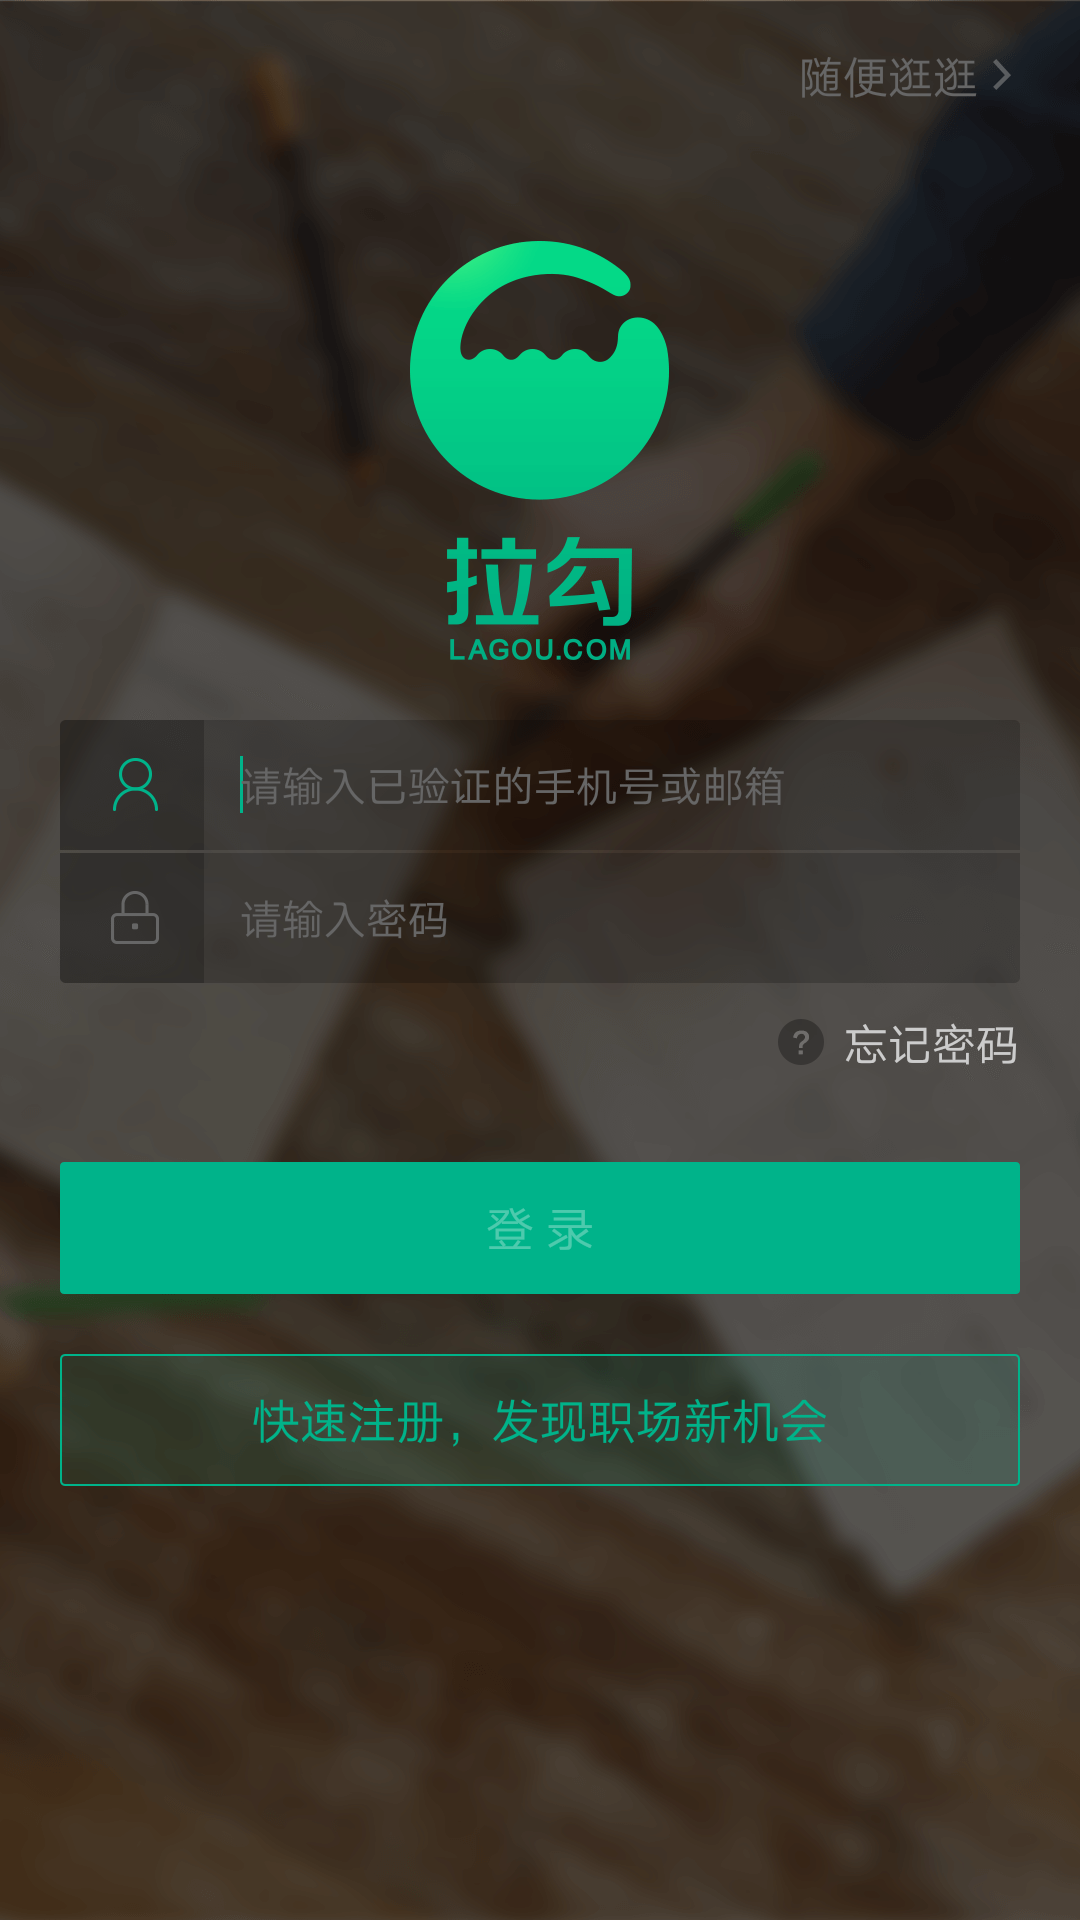 随便逛逛
拉勾
LAGOU.COM
请输入已验证的手机号或邮箱
请输入密码
? 忘记密码
登 录
快速注册，发现职场新机会